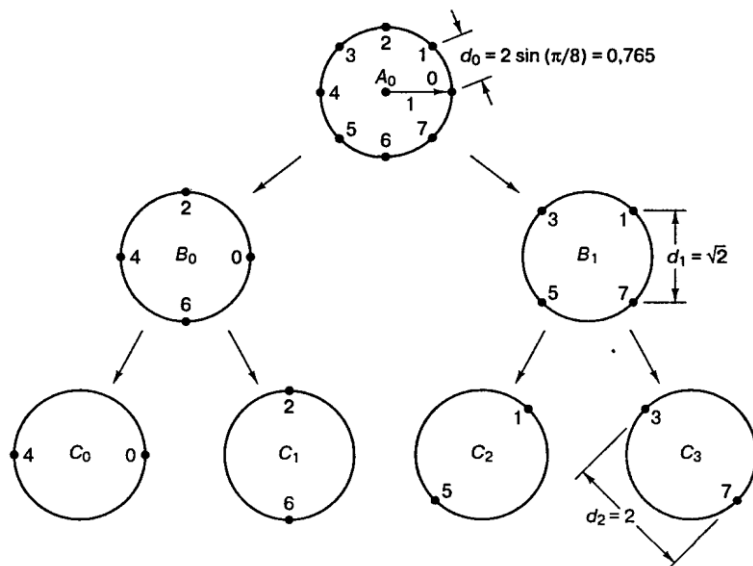 2
3 1
d₀ = 2 sin (π/8) = 0,765
A₀ 0
4
1
5 7
6
2
4 B₀ 0
6
3 1
B₁ d₁ = √2
5 7
4 C₀ 0
2
C₁
6
1
C₂
5
3
C₃
7
d₂ = 2